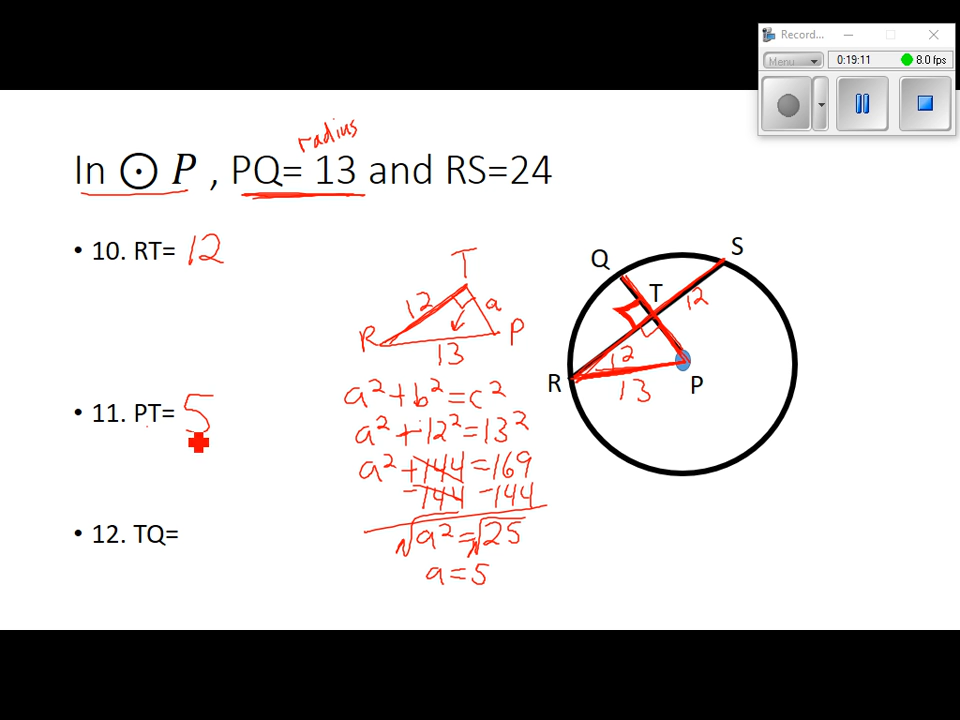 Record...
Menu
0:19:11
8.0 fps
radius
In ⊙ P , PQ= 13 and RS=24
• 10. RT= 12
T
12
a
R
P
13
a² + b² = c²
• 11. PT= 5
a² + 12² = 13²
a² + 144 = 169
-144 -144
• 12. TQ=
√a² = √25
a = 5
S
Q
T
12
12
R
13
P